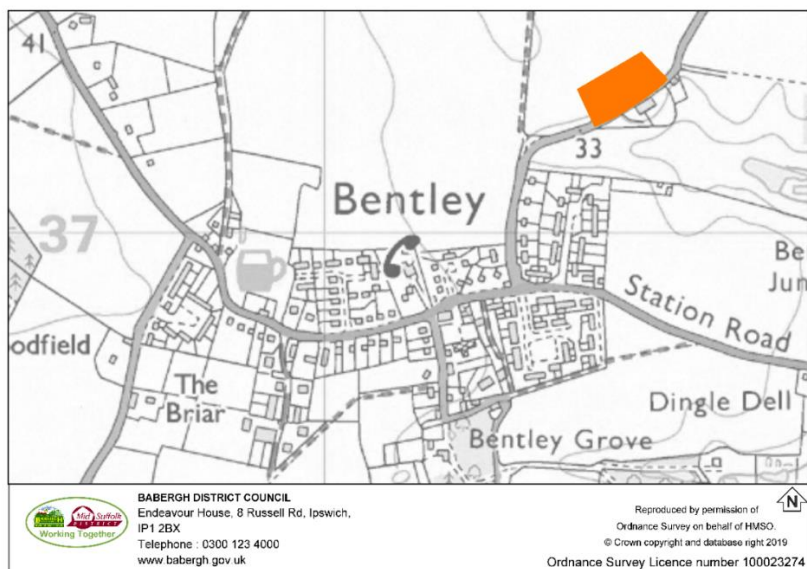 41
33
Bentley
37
Be
Jun
Station Road
odfield
The
Briar
Dingle Dell
Bentley Grove
Mid Suffolk
DISTRICT
Working Together
BABERGH DISTRICT COUNCIL
Endeavour House, 8 Russell Rd, Ipswich,
IP1 2BX
Telephone : 0300 123 4000
www.babergh.gov.uk
N
Reproduced by permission of
Ordnance Survey on behalf of HMSO.
© Crown copyright and database right 2019
Ordnance Survey Licence number 100023274